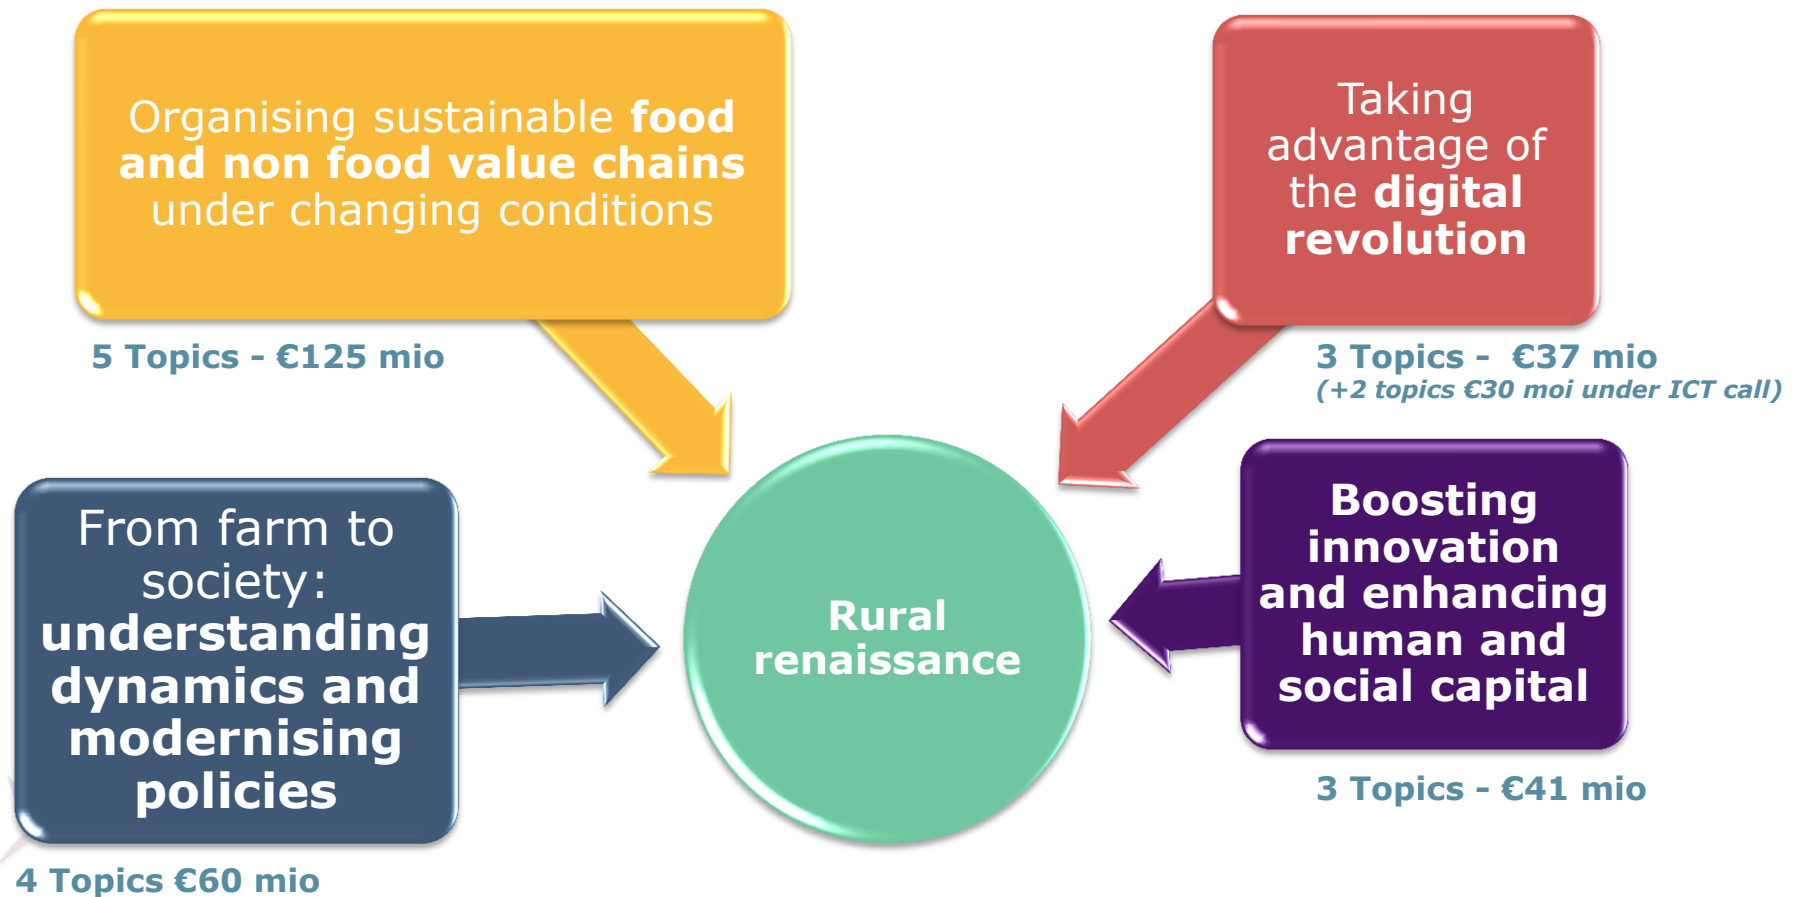 Organising sustainable food
and non food value chains
under changing conditions
5 Topics - €125 mio
Taking
advantage of
the digital
revolution
3 Topics -  €37 mio
(+2 topics €30 moi under ICT call)
From farm to
society:
understanding
dynamics and
modernising
policies
4 Topics €60 mio
Rural
renaissance
Boosting
innovation
and enhancing
human and
social capital
3 Topics - €41 mio